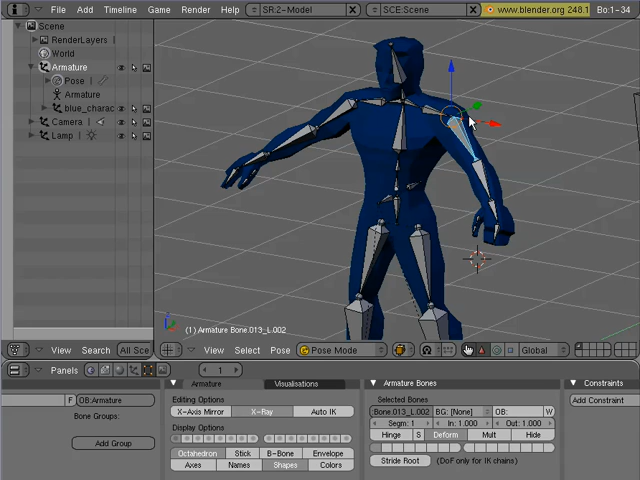 File Add Timeline Game Render Help SR:2-Model SCE:Scene www.blender.org 248.1 Bo:1-34
Scene
RenderLayers
World
Armature
Pose
Armature
blue_charac
Camera
Lamp
(1) Armature Bone.013_L.002
View Search All Sce View Select Pose Pose Mode Global
Panels 1
F OB:Armature
Bone Groups:
Add Group
Armature Visualisations
Editing Options
X-Axis Mirror X-Ray Auto IK
Display Options
Octahedron Stick B-Bone Envelope
Axes Names Shapes Colors
Armature Bones
Selected Bones
Bone.013_L.002 BG: [None] OB: W
Segm: 1 In: 1.000 Out: 1.000
Hinge S Deform Mult Hide
Stride Root (DoF only for IK chains)
Constraints
Add Constraint